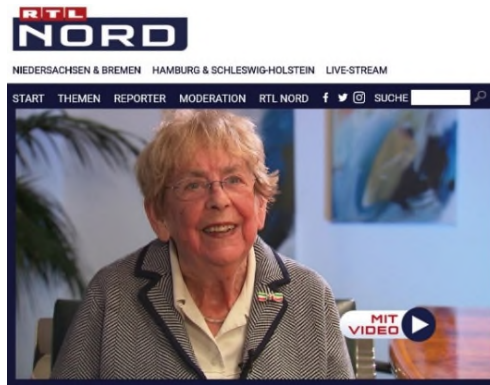 RTL
NORD
NIEDERSACHSEN & BREMEN HAMBURG & SCHLESWIG-HOLSTEIN LIVE-STREAM
START THEMEN REPORTER MODERATION RTL NORD f SUCHE
MIT
VIDEO